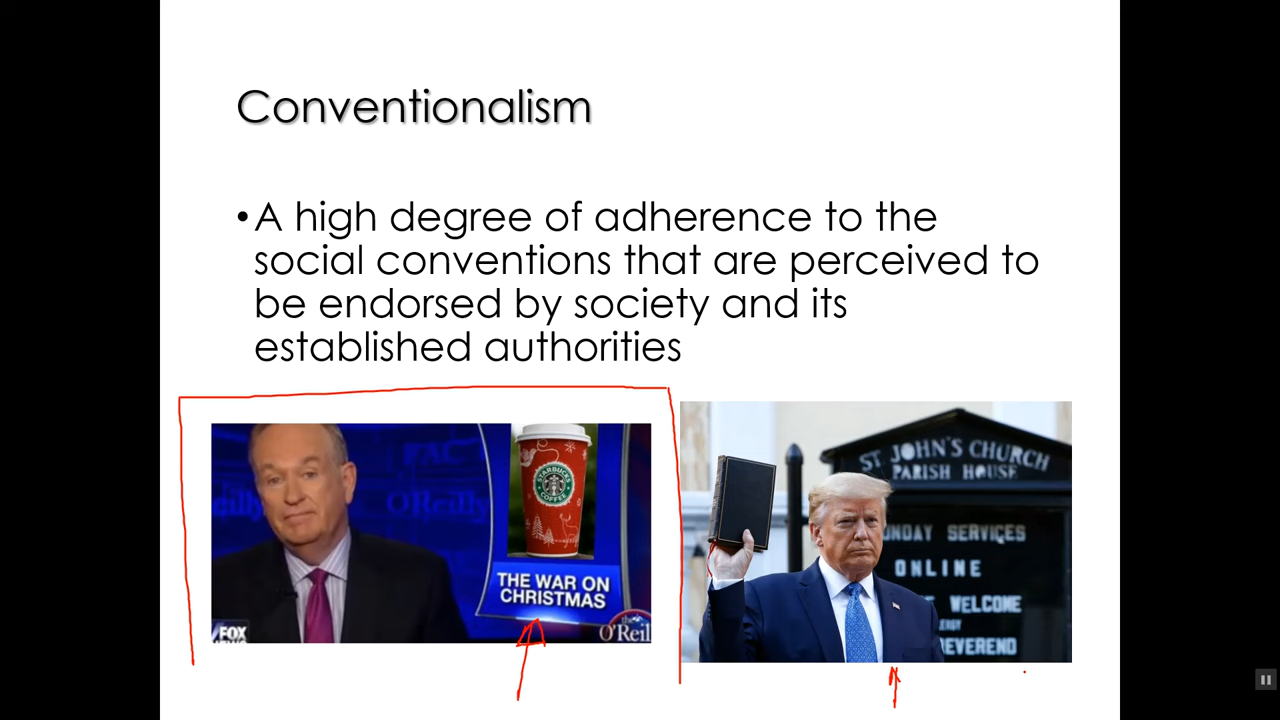 Conventionalism
• A high degree of adherence to the
social conventions that are perceived to
be endorsed by society and its
established authorities
O'Reilly
STARBUCKS
COFFEE
THE WAR ON
CHRISTMAS
FOX
the
O'Reil
ST. JOHN'S CHURCH
PARISH HOUSE
NDAY SERVICES
ONLINE
WELCOME
EVEREND